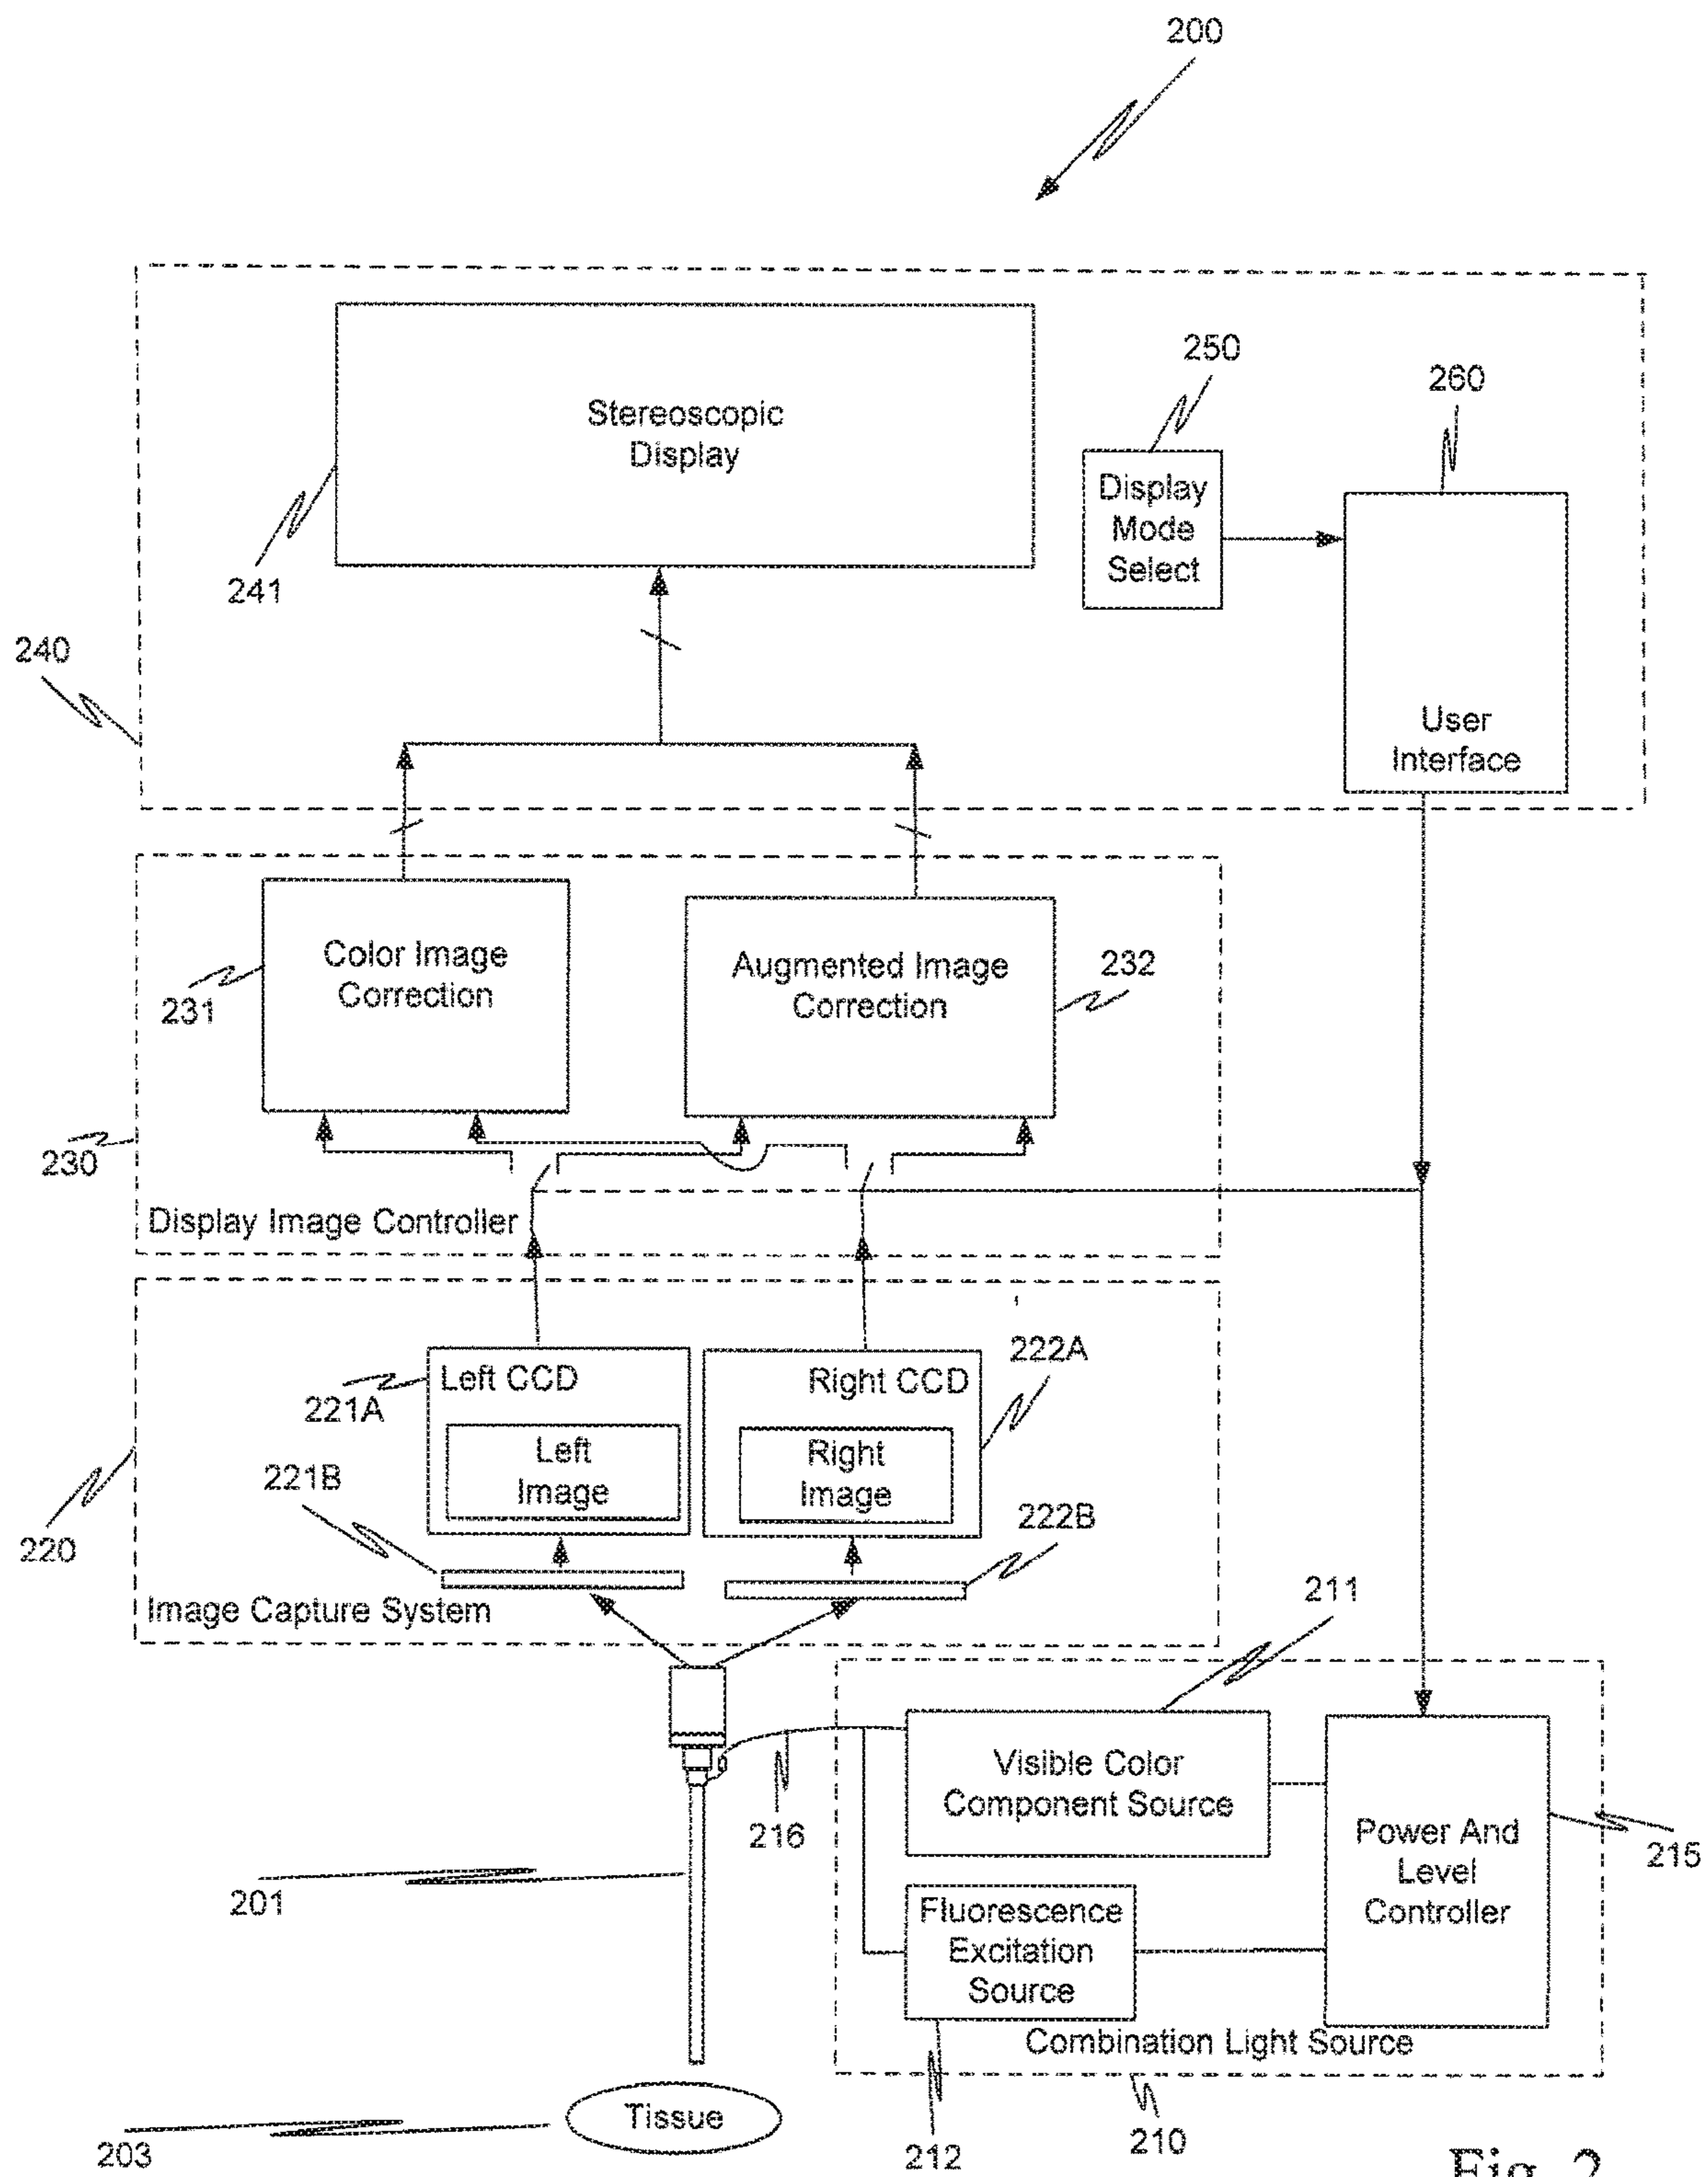 200
Stereoscopic
Display
241
250
Display
Mode
Select
260
User
Interface
240
Color Image
Correction
231
Augmented Image
Correction
232
230
Display Image Controller
Left CCD
221A
Left
Image
Right CCD
222A
Right
Image
221B
222B
220
Image Capture System
211
Visible Color
Component Source
216
Power And
Level
Controller
215
201
Fluorescence
Excitation
Source
Combination Light Source
Tissue
203
212
210
Fig. 2